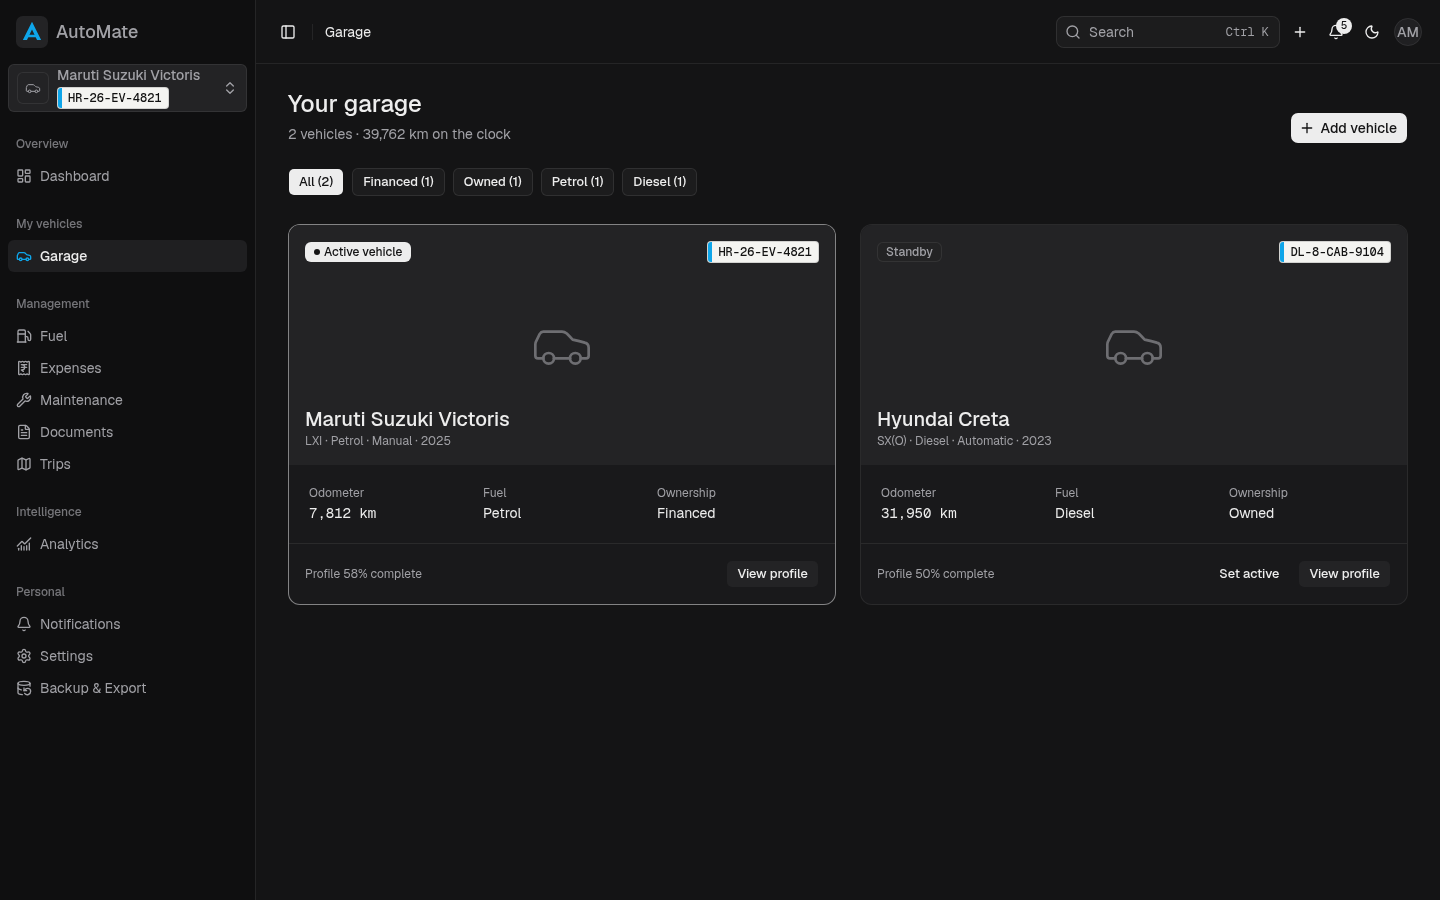 AutoMate
Maruti Suzuki Victoris
HR-26-EV-4821
Overview
Dashboard
My vehicles
Garage
Management
Fuel
Expenses
Maintenance
Documents
Trips
Intelligence
Analytics
Personal
Notifications
Settings
Backup & Export
Garage
Search Ctrl K
5
AM
Your garage
2 vehicles · 39,762 km on the clock
Add vehicle
All (2) Financed (1) Owned (1) Petrol (1) Diesel (1)
Active vehicle HR-26-EV-4821
Maruti Suzuki Victoris
LXI · Petrol · Manual · 2025
Odometer Fuel Ownership
7,812 km Petrol Financed
Profile 58% complete View profile
Standby DL-8-CAB-9104
Hyundai Creta
SX(O) · Diesel · Automatic · 2023
Odometer Fuel Ownership
31,950 km Diesel Owned
Profile 50% complete Set active View profile